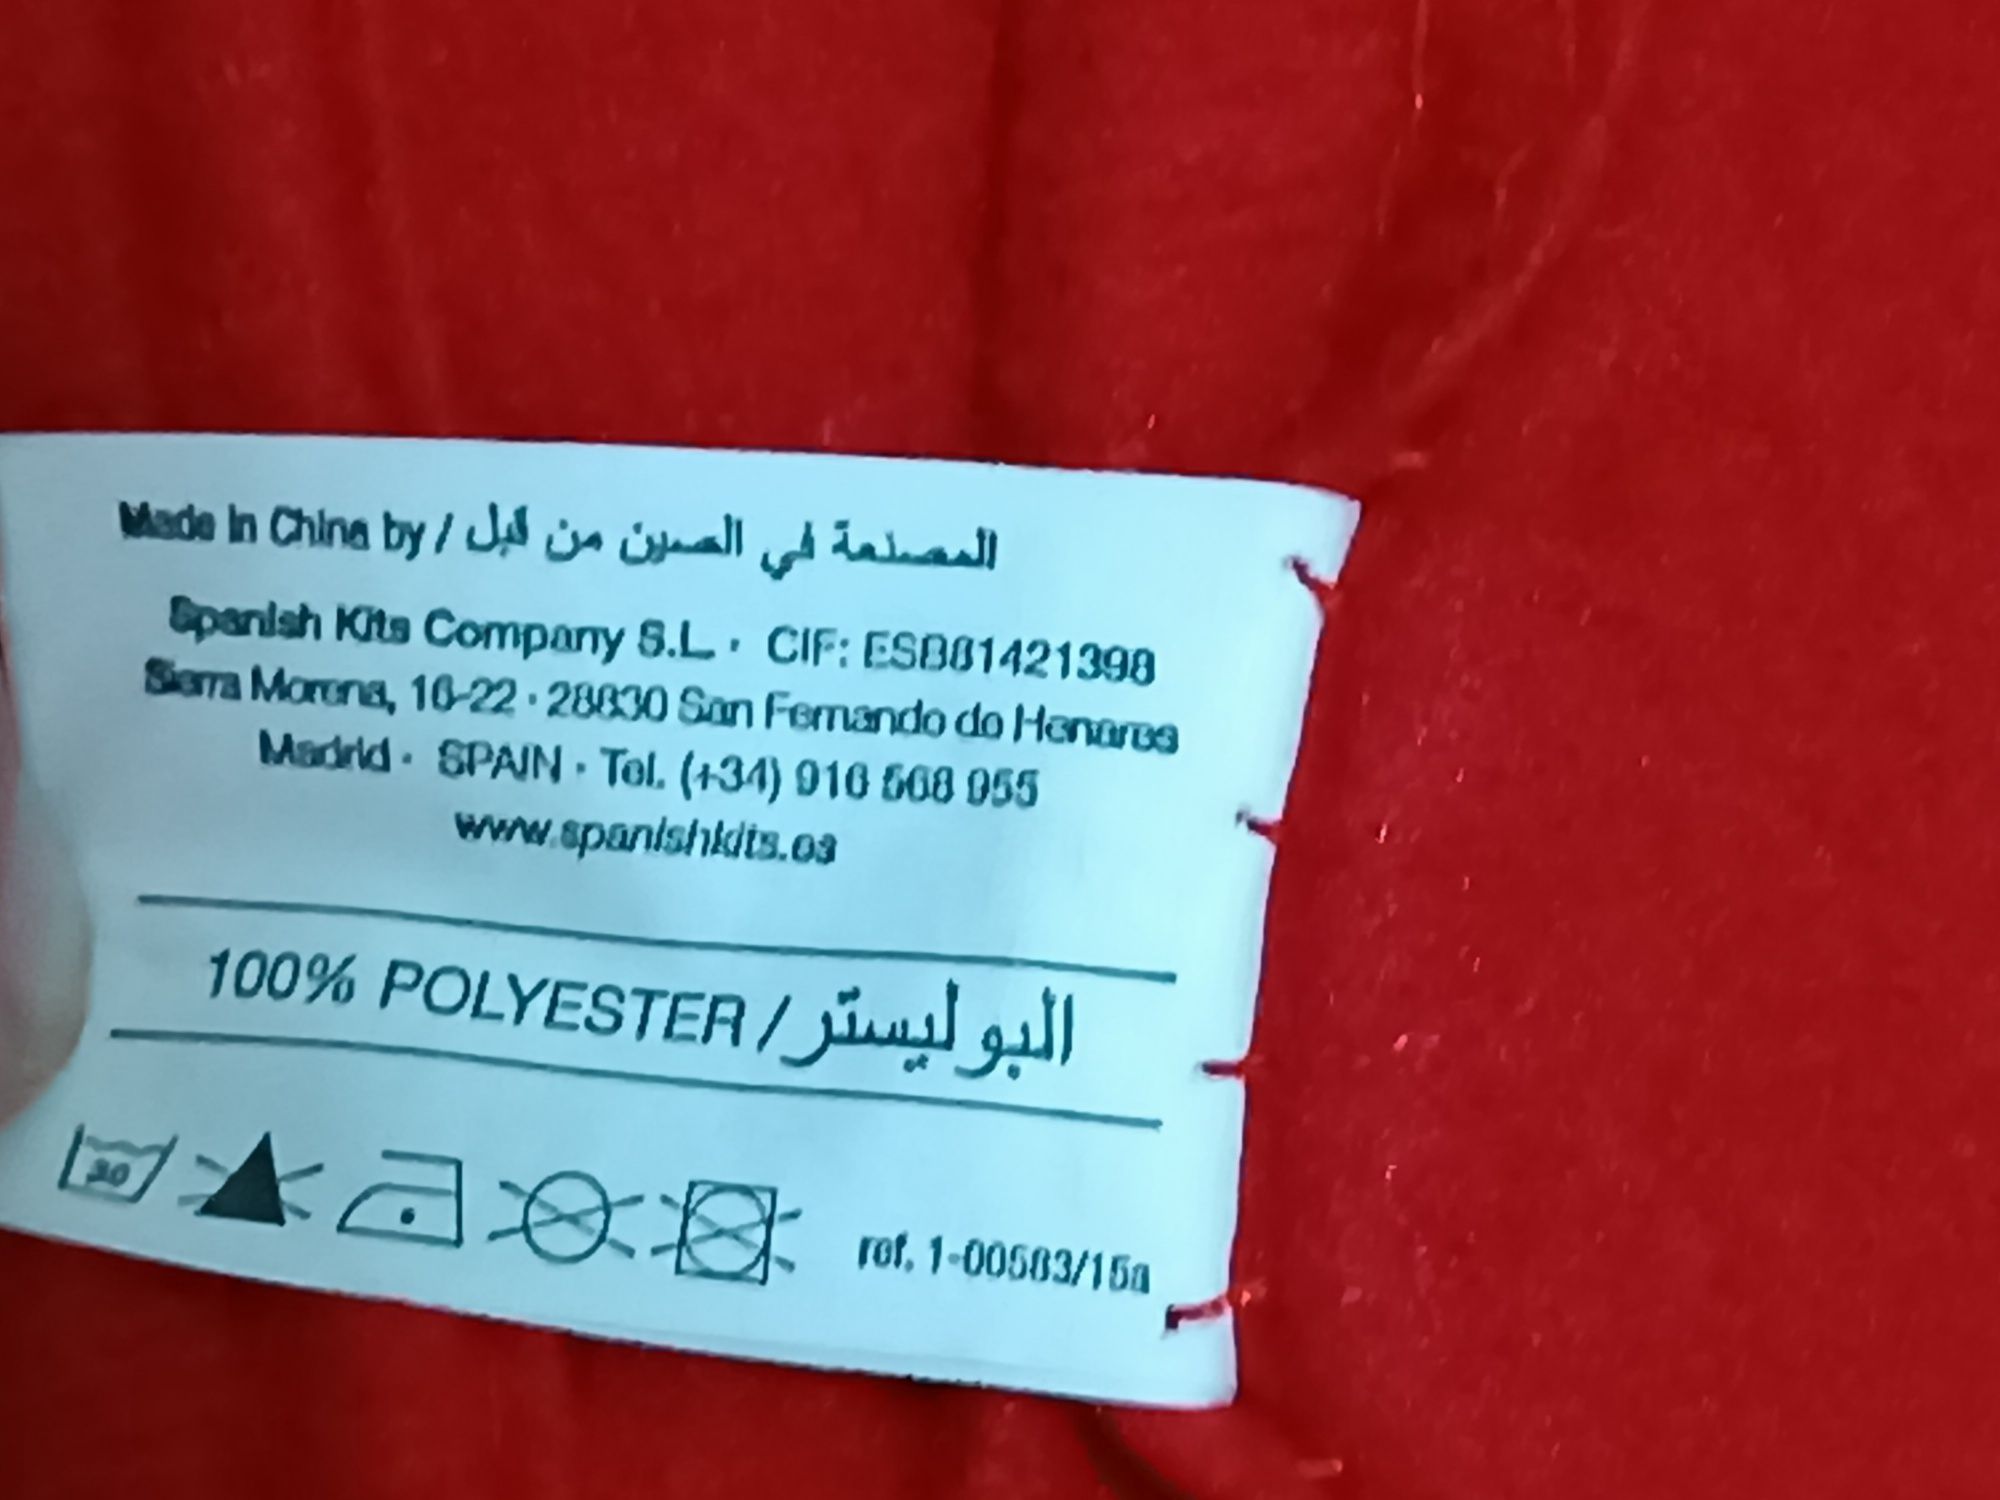 Made in China by / المصنعة في الصين من قبل
Spanish Kits Company S.L · CIF: ESB81421398
Sierra Morena, 16-22 · 28830 San Fernando de Henares
Madrid · SPAIN · Tel. (+34) 916 568 955
www.spanishkits.es
100% POLYESTER / البوليستر
30
ref. 1-00583/15a